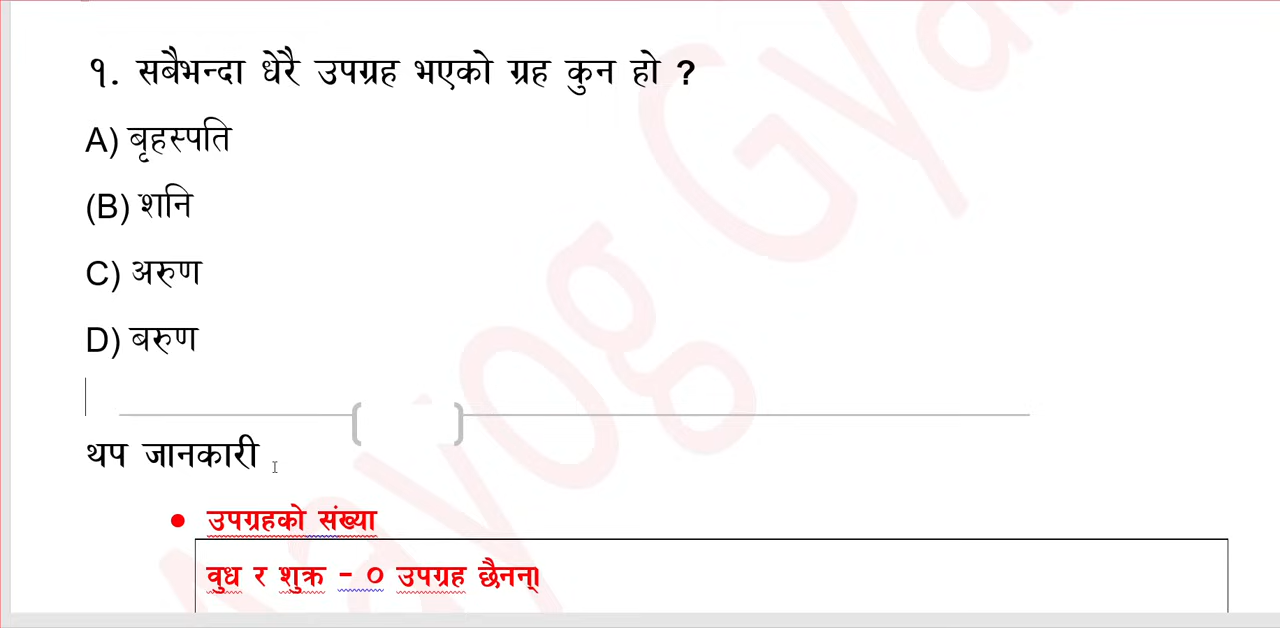 १. सबैभन्दा धेरै उपग्रह भएको ग्रह कुन हो ?
A) बृहस्पति
(B) शनि
C) अरुण
D) बरुण
थप जानकारी
• उपग्रहको संख्या
वुध र शुक्र - ० उपग्रह छैनन्